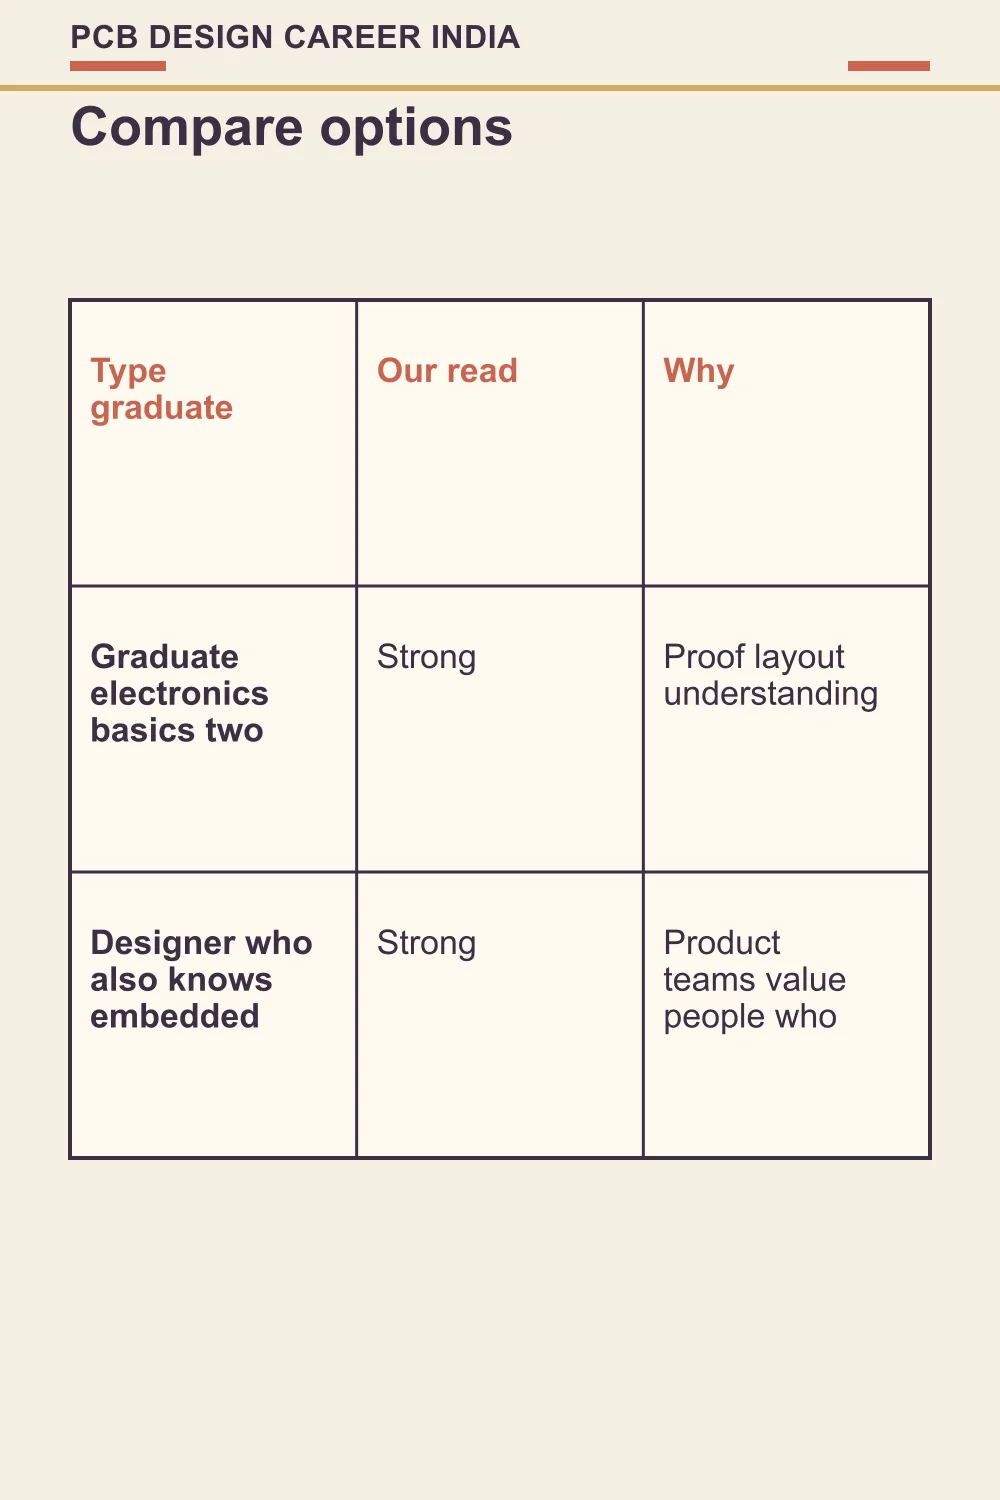 PCB DESIGN CAREER INDIA
Compare options
Type
graduate
Our read
Why
Graduate
electronics
basics two
Strong
Proof layout
understanding
Designer who
also knows
embedded
Strong
Product
teams value
people who